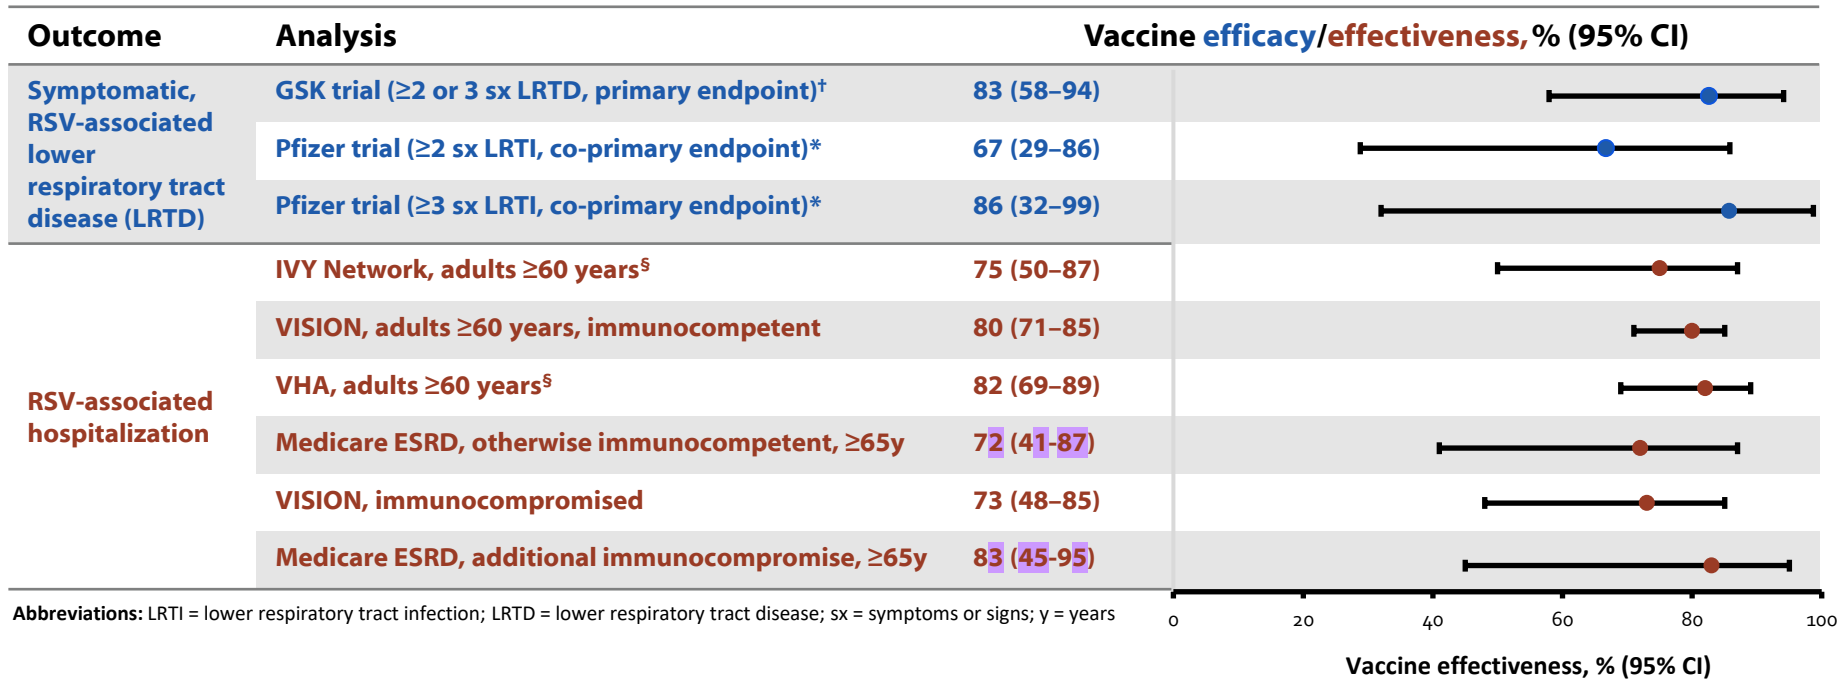 Outcome Analysis Vaccine efficacy/effectiveness, % (95% CI)
Symptomatic,
RSV-associated
lower
respiratory tract
disease (LRTD)
GSK trial (≥2 or 3 sx LRTD, primary endpoint)† 83 (58–94)
Pfizer trial (≥2 sx LRTI, co-primary endpoint)* 67 (29–86)
Pfizer trial (≥3 sx LRTI, co-primary endpoint)* 86 (32–99)
RSV-associated
hospitalization
IVY Network, adults ≥60 years§ 75 (50–87)
VISION, adults ≥60 years, immunocompetent 80 (71–85)
VHA, adults ≥60 years§ 82 (69–89)
Medicare ESRD, otherwise immunocompetent, ≥65y 72 (41-87)
VISION, immunocompromised 73 (48–85)
Medicare ESRD, additional immunocompromise, ≥65y 83 (45-95)
Abbreviations: LRTI = lower respiratory tract infection; LRTD = lower respiratory tract disease; sx = symptoms or signs; y = years
0 20 40 60 80 100
Vaccine effectiveness, % (95% CI)